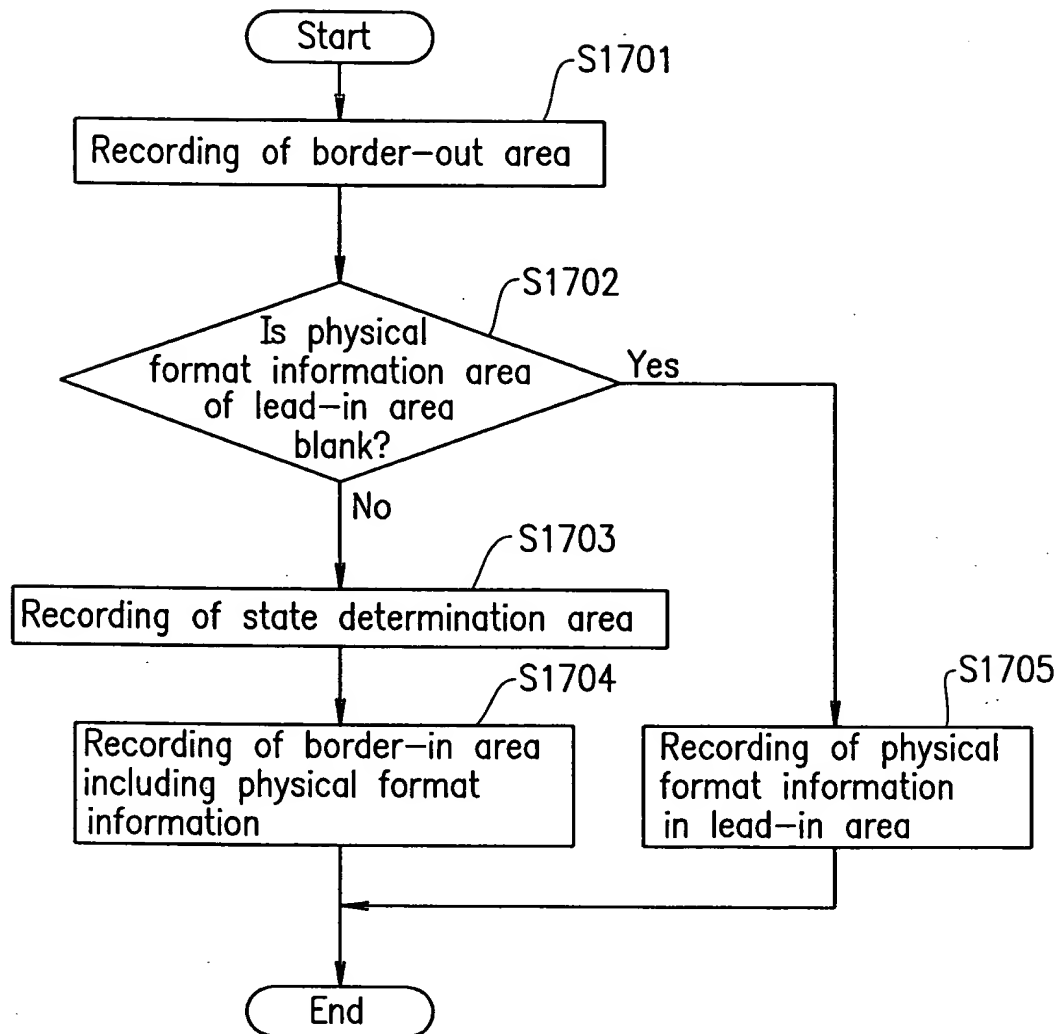 Start
S1701
Recording of border-out area
S1702
Is physical
format information area
of lead-in area
blank?
Yes
No
S1703
Recording of state determination area
S1704
Recording of border-in area
including physical format
information
S1705
Recording of physical
format information
in lead-in area
End